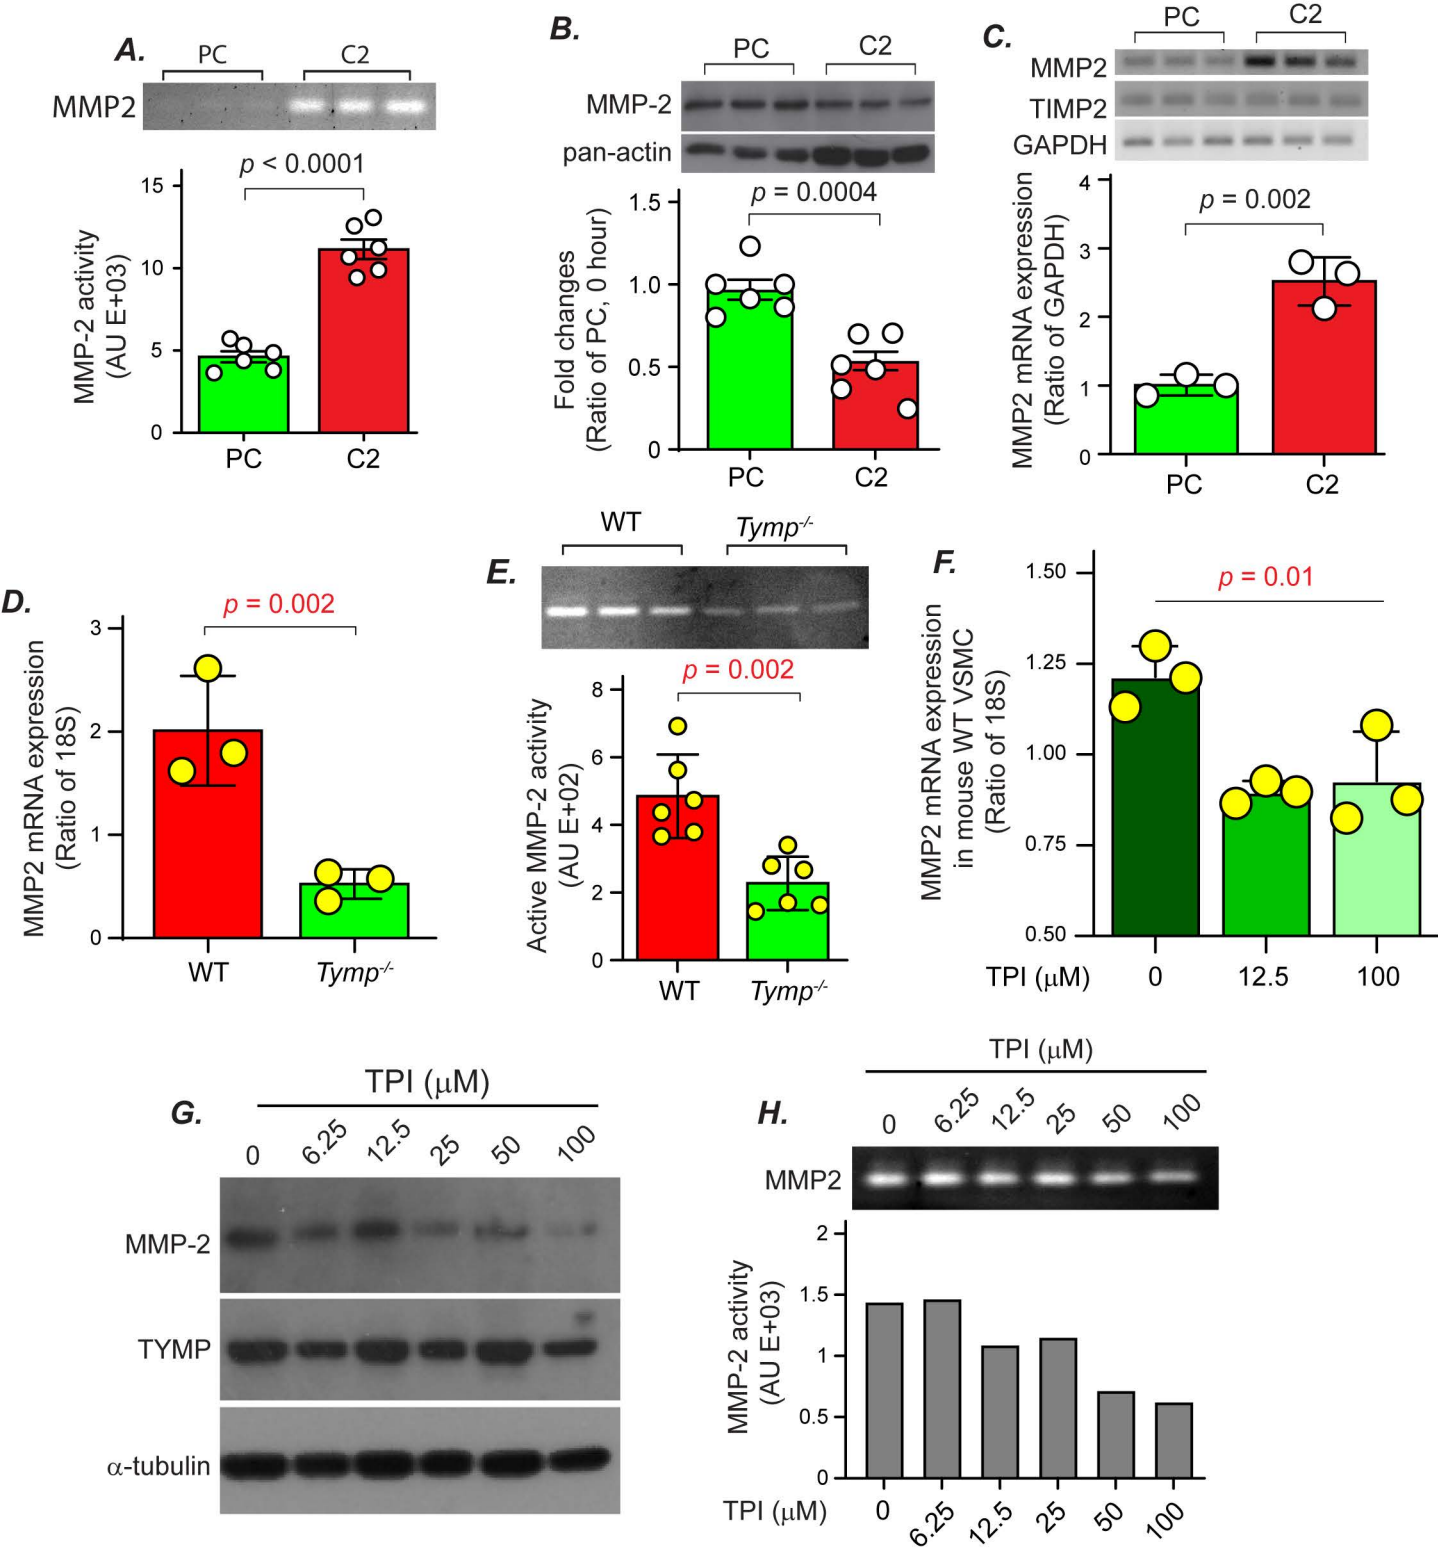 A.
PC C2
MMP2
p < 0.0001
15
10
5
0
MMP-2 activity
(AU E+03)
PC C2
B.
PC C2
MMP-2
pan-actin
p = 0.0004
1.5
1.0
0.5
0
Fold changes
(Ratio of PC, 0 hour)
PC C2
C.
PC C2
MMP2
TIMP2
GAPDH
p = 0.002
4
3
2
1
0
MMP2 mRNA expression
(Ratio of GAPDH)
PC C2
D.
p = 0.002
3
2
1
0
MMP2 mRNA expression
(Ratio of 18S)
WT Tymp-/-
E.
WT Tymp-/-
p = 0.002
8
6
4
2
0
Active MMP-2 activity
(AU E+02)
WT Tymp-/-
F.
p = 0.01
1.50
1.25
1.00
0.75
0.50
MMP2 mRNA expression
in mouse WT VSMC
(Ratio of 18S)
TPI (μM) 0 12.5 100
G.
TPI (μM)
0 6.25 12.5 25 50 100
MMP-2
TYMP
α-tubulin
H.
TPI (μM)
0 6.25 12.5 25 50 100
MMP2
2
1.5
1
0.5
0
MMP-2 activity
(AU E+03)
TPI (μM) 0 6.25 12.5 25 50 100